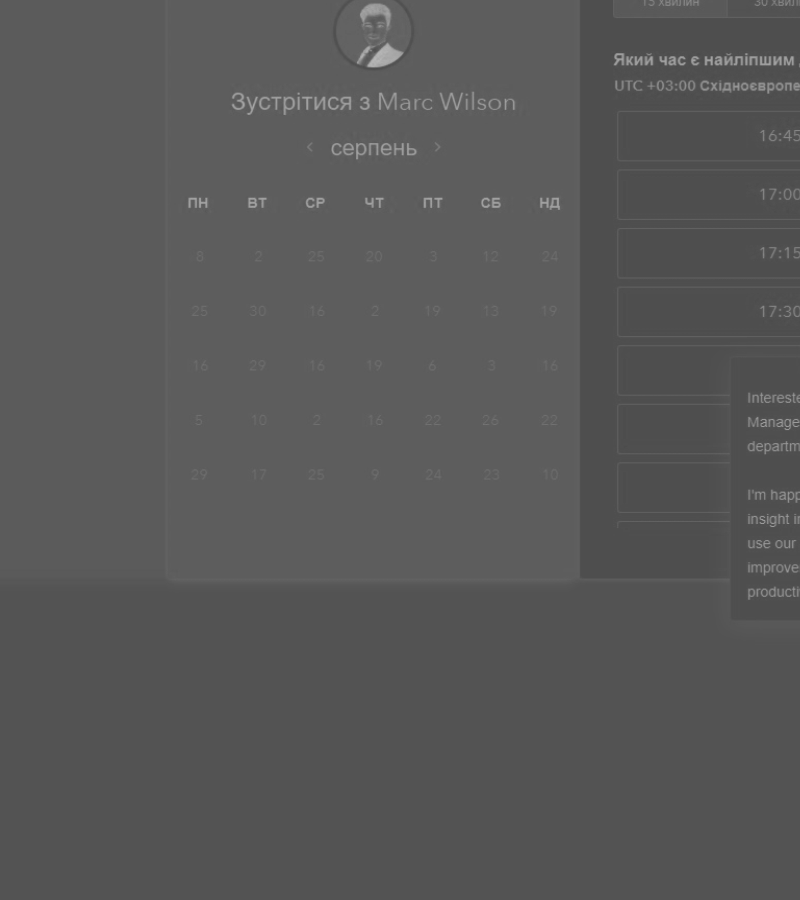 15 хвилин
30 хвил
Зустрітися з Marc Wilson
серпень
ПН ВТ СР ЧТ ПТ СБ НД
8 2 25 20 3 12 24
25 30 16 2 19 13 19
16 29 16 19 6 3 16
5 10 2 16 22 26 22
29 17 25 9 24 23 10
Який час є найліпшим
UTC +03:00 Східноєвропе
16:45
17:00
17:15
17:30
Intereste
Manage
departm
I'm happ
insight i
use our
improve
producti